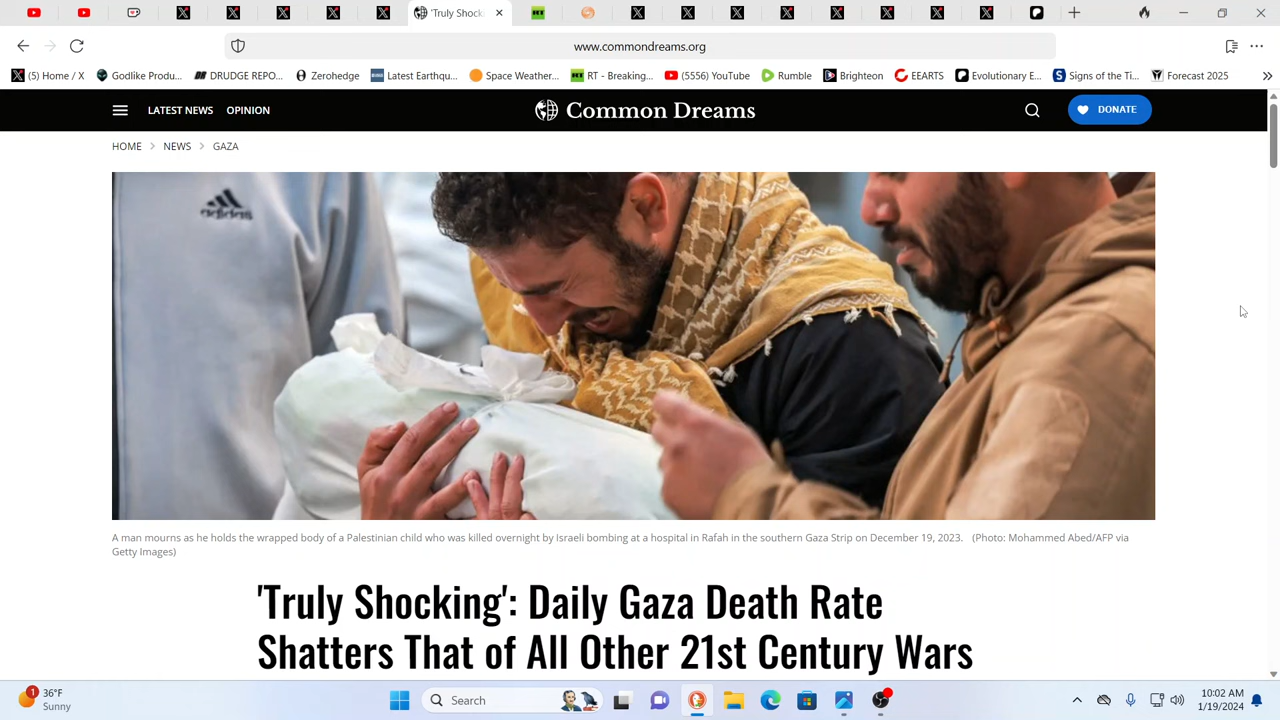 'Truly Shock
RT
www.commondreams.org
(5) Home / X
Godlike Produ...
DRUDGE REPO...
Zerohedge
Latest Earthqu...
Space Weather...
RT
RT - Breaking...
(5556) YouTube
Rumble
Brighteon
EEARTS
Evolutionary E...
Signs of the Ti...
Forecast 2025
LATEST NEWS
OPINION
Common Dreams
DONATE
HOME
NEWS
GAZA
adidas
A man mourns as he holds the wrapped body of a Palestinian child who was killed overnight by Israeli bombing at a hospital in Rafah in the southern Gaza Strip on December 19, 2023. (Photo: Mohammed Abed/AFP via
Getty Images)
'Truly Shocking': Daily Gaza Death Rate
Shatters That of All Other 21st Century Wars
1
36°F
Sunny
Search
10:02 AM
1/19/2024